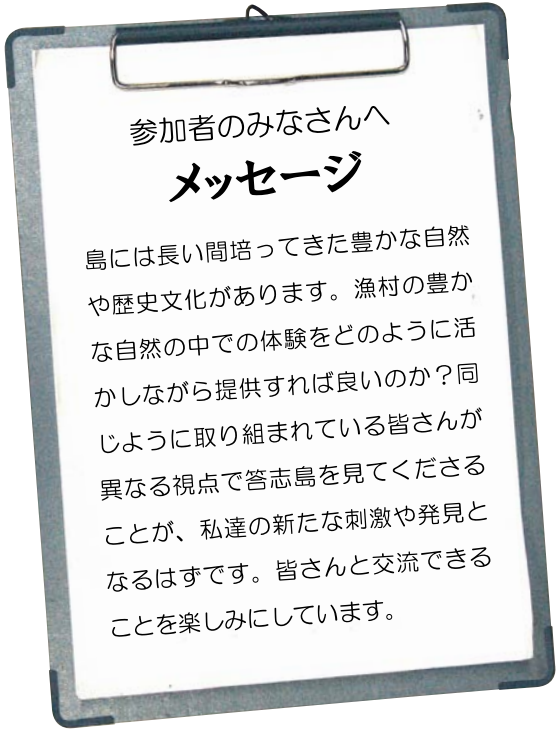 参加者のみなさんへ
メッセージ
島には長い間培ってきた豊かな自然
や歴史文化があります。漁村の豊か
な自然の中での体験をどのように活
かしながら提供すれば良いのか？同
じように取り組まれている皆さんが
異なる視点で答志島を見てくださる
ことが、私達の新たな刺激や発見と
なるはずです。皆さんと交流できる
ことを楽しみにしています。